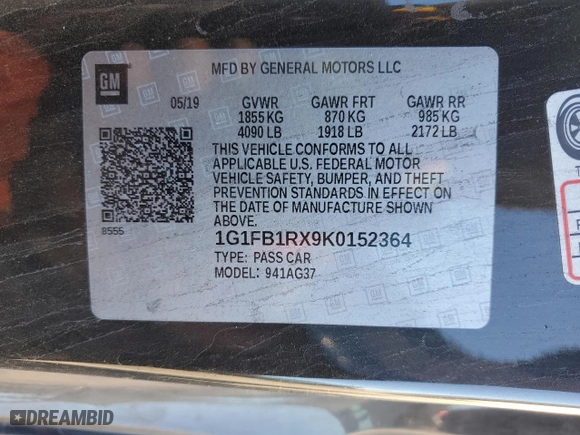 GM
MFD BY GENERAL MOTORS LLC
05/19 GVWR GAWR FRT GAWR RR
1855 KG 870 KG 985 KG
4090 LB 1918 LB 2172 LB
THIS VEHICLE CONFORMS TO ALL
APPLICABLE U.S. FEDERAL MOTOR
VEHICLE SAFETY, BUMPER, AND THEFT
PREVENTION STANDARDS IN EFFECT ON
THE DATE OF MANUFACTURE SHOWN
ABOVE.
8555
1G1FB1RX9K0152364
TYPE: PASS CAR
MODEL: 941AG37
DREAMBID